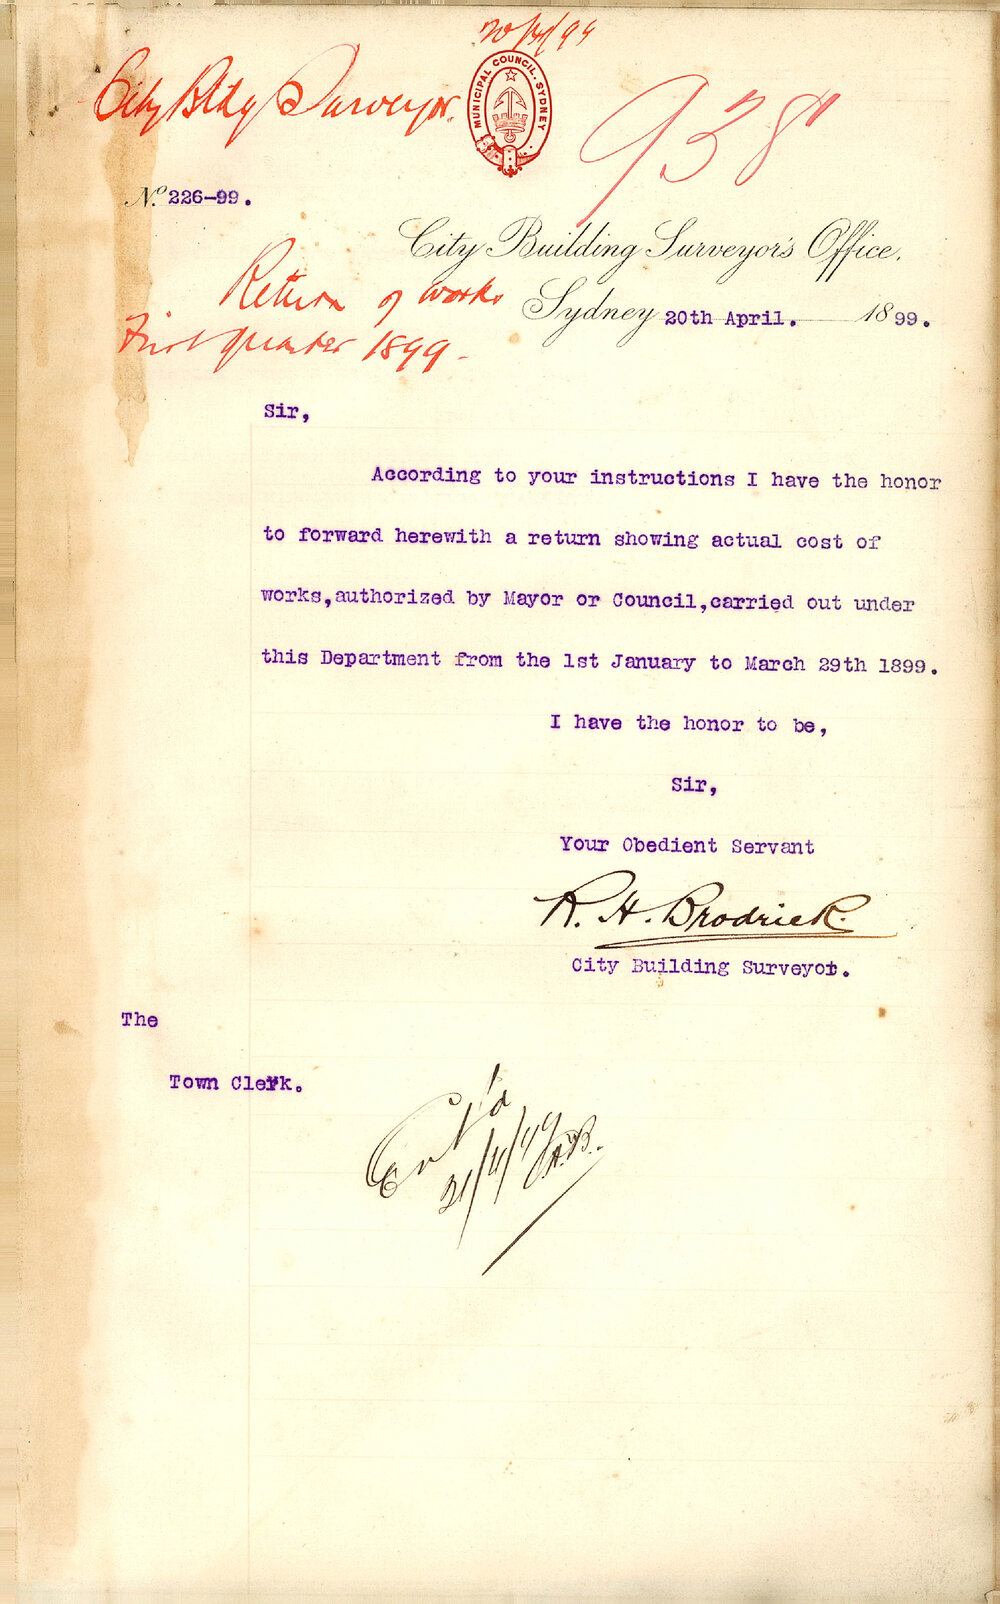 20/4/99
City Bldg Surveyor.
MUNICIPAL COUNCIL. SYDNEY
938
No. 226-99.
City Building Surveyor's Office.
Return of works
Sydney 20th April. 1899.
First quarter 1899.
Sir,
According to your instructions I have the honor
to forward herewith a return showing actual cost of
works,authorized by Mayor or Council,carried out under
this Department from the 1st January to March 29th 1899.
I have the honor to be,
Sir,
Your Obedient Servant
R. H. Brodrick.
City Building Surveyor.
The
Town Clerk.
Ent'd
21/4/99